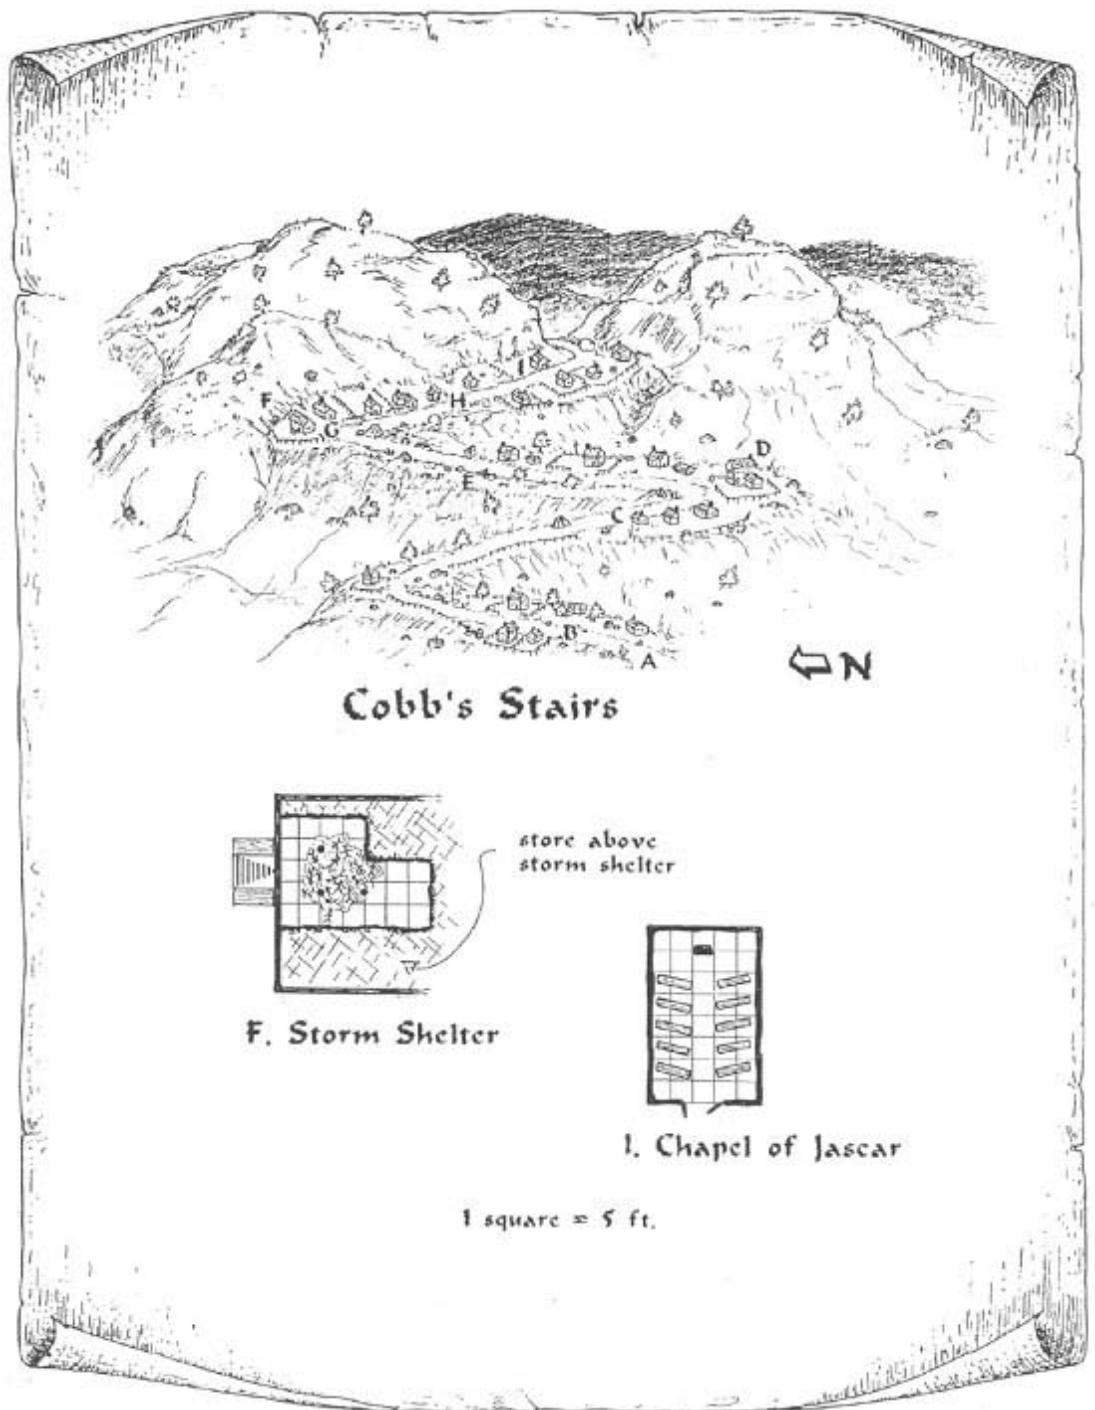 F
I
H
G
D
E
C
B
A
N
Cobb's Stairs
store above
storm shelter
F. Storm Shelter
I. Chapel of Jascar
1 square = 5 ft.